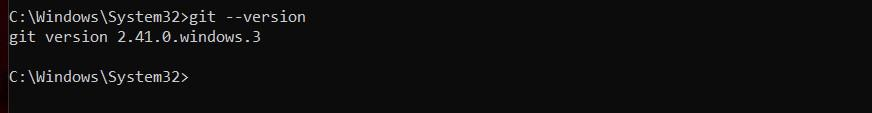 C:\Windows\System32>git --version
git version 2.41.0.windows.3
C:\Windows\System32>